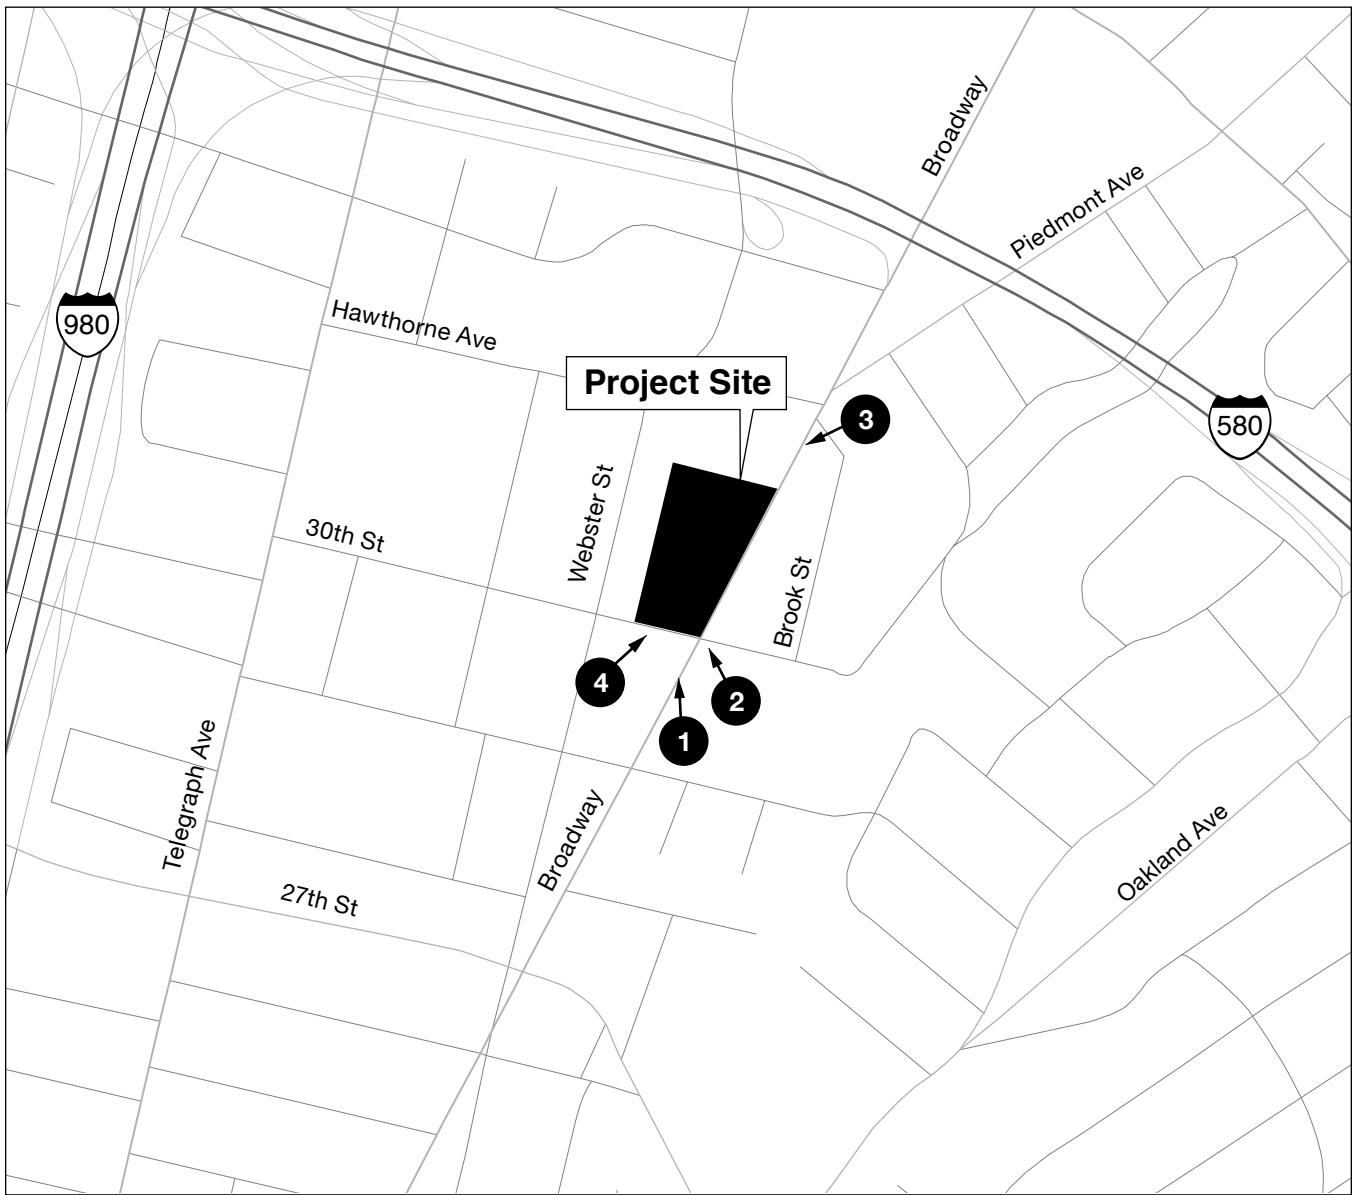 Broadway
Piedmont Ave
980
Hawthorne Ave
Project Site
3
580
30th St
Webster St
Brook St
4
2
1
Telegraph Ave
Broadway
Oakland Ave
27th St